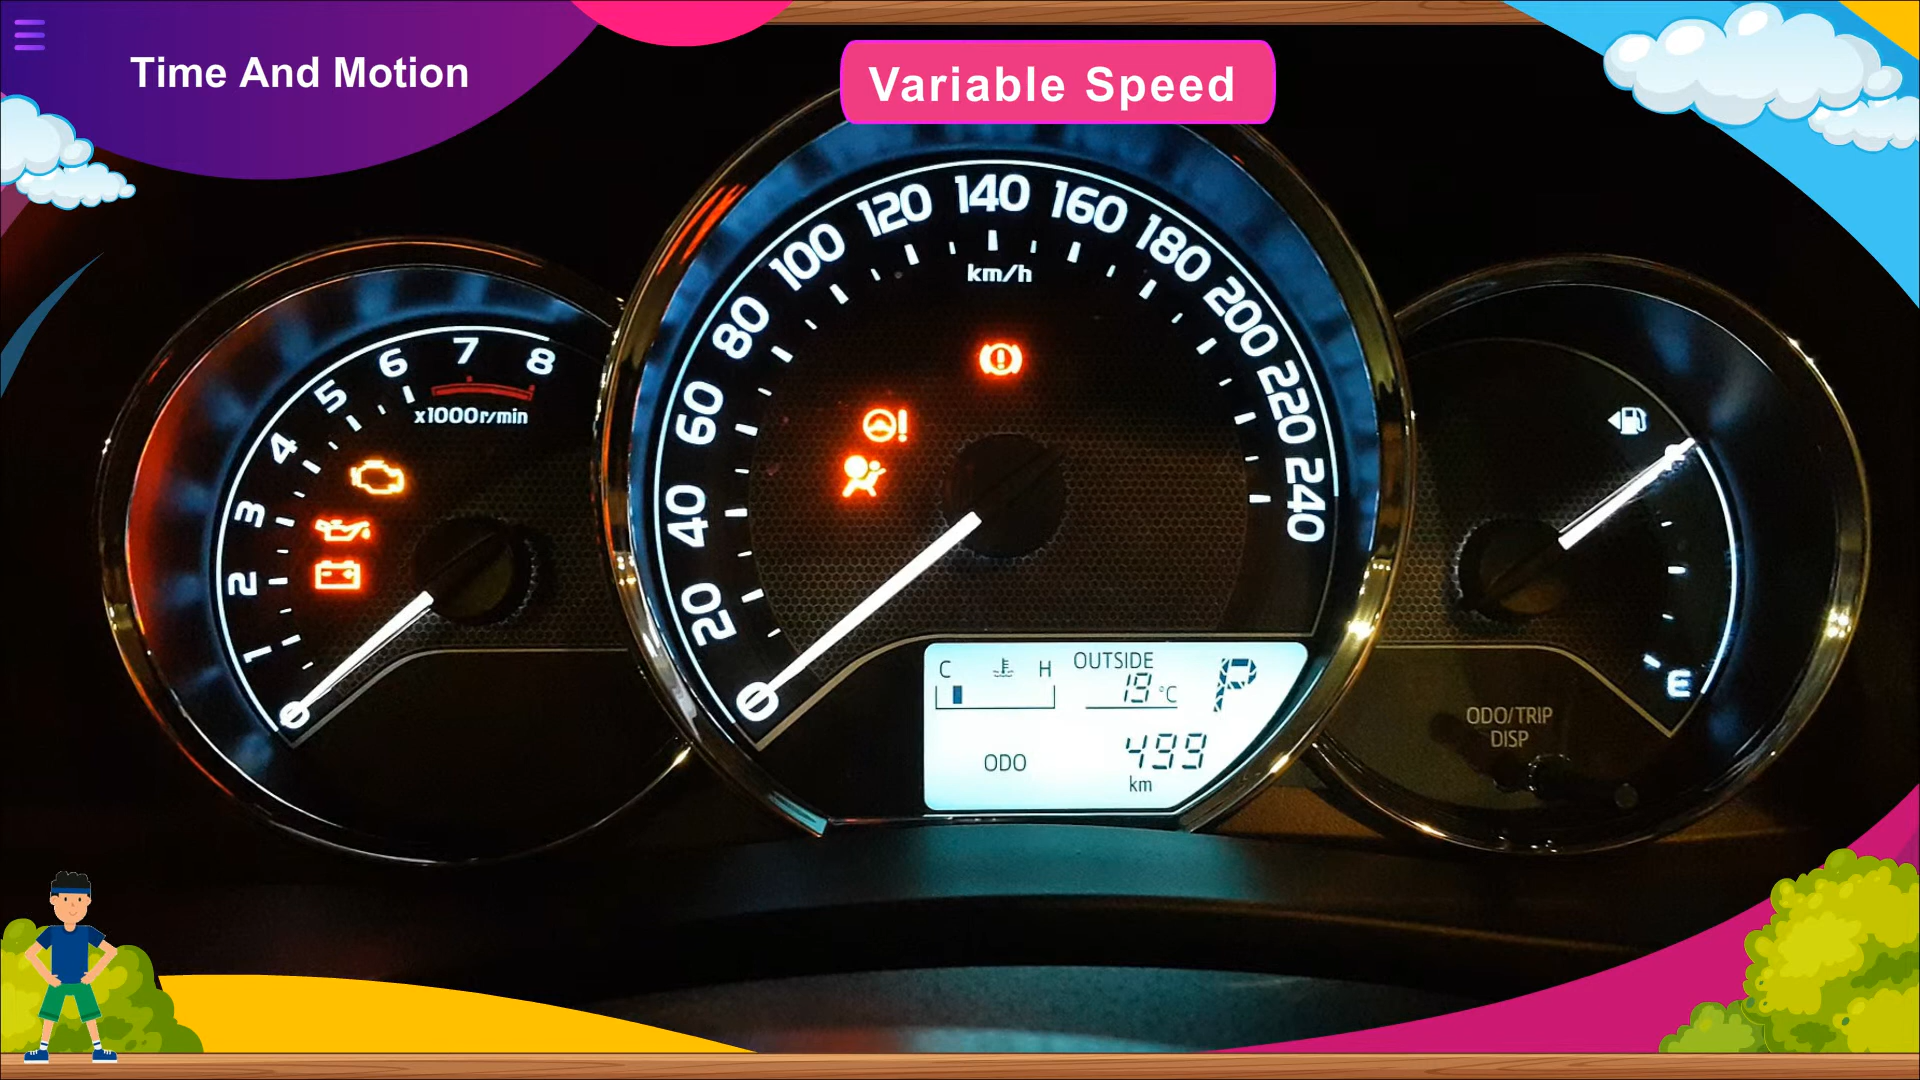 Time And Motion
Variable Speed
0 1 2 3 4 5 6 7 8
x1000r/min
0 20 40 60 80 100 120 140 160 180 200 220 240
km/h
C H
OUTSIDE
19 °C
P
ODO
499
km
E
ODO/TRIP
DISP